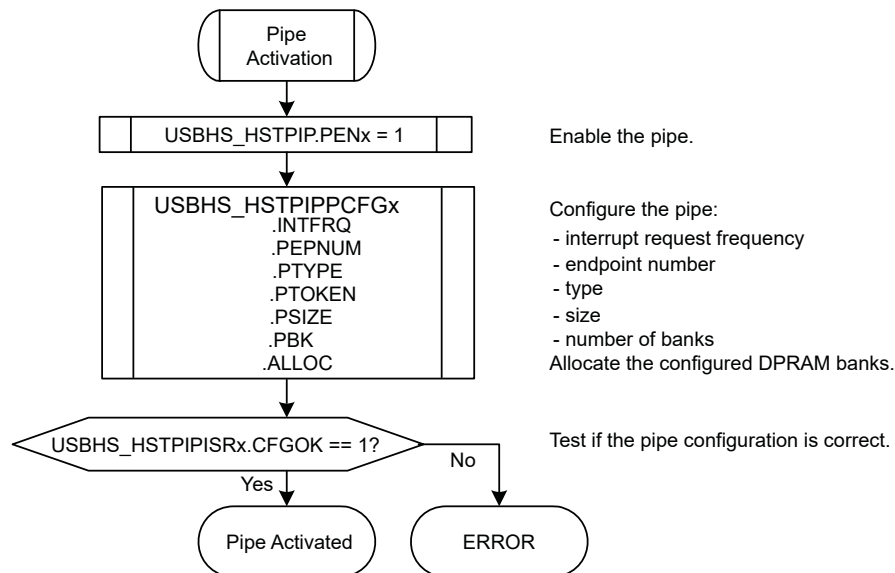 Pipe
Activation
USBHS_HSTPIP.PENx = 1
Enable the pipe.
USBHS_HSTPIPPCFGx
.INTFRQ
.PEPNUM
.PTYPE
.PTOKEN
.PSIZE
.PBK
.ALLOC
Configure the pipe:
- interrupt request frequency
- endpoint number
- type
- size
- number of banks
Allocate the configured DPRAM banks.
USBHS_HSTPIPISRx.CFGOK == 1?
Test if the pipe configuration is correct.
No
Yes
Pipe Activated
ERROR